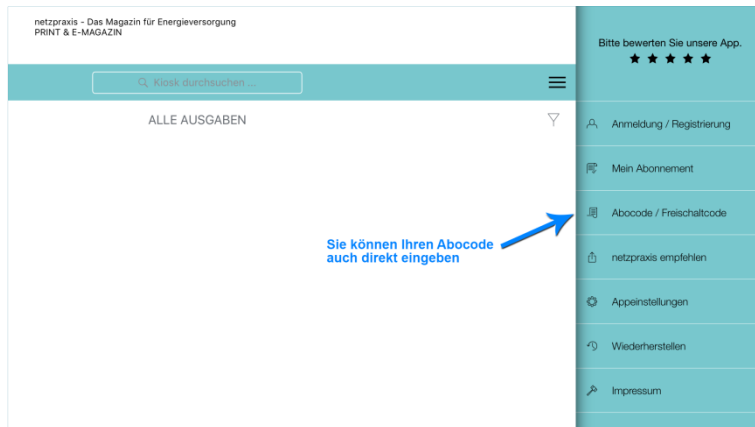 netzpraxis - Das Magazin für Energieversorgung
PRINT & E-MAGAZIN
Kiosk durchsuchen ...
ALLE AUSGABEN
Sie können Ihren Abocode
auch direkt eingeben
Bitte bewerten Sie unsere App.
Anmeldung / Registrierung
Mein Abonnement
Abocode / Freischaltcode
netzpraxis empfehlen
Appeinstellungen
Wiederherstellen
Impressum